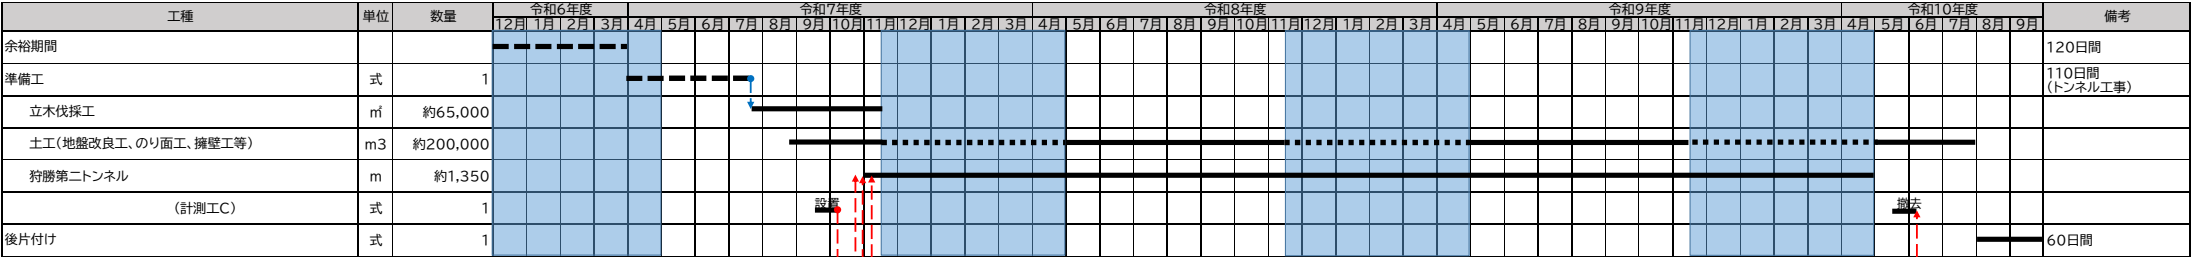 工種 単位 数量 令和6年度 令和7年度 令和8年度 令和9年度 令和10年度 備考
12月 1月 2月 3月 4月 5月 6月 7月 8月 9月 10月 11月 12月 1月 2月 3月 4月 5月 6月 7月 8月 9月 10月 11月 12月 1月 2月 3月 4月 5月 6月 7月 8月 9月 10月 11月 12月 1月 2月 3月 4月 5月 6月 7月 8月 9月
余裕期間 120日間
準備工 式 1 110日間
(トンネル工事)
立木伐採工 ㎡ 約65,000
土工(地盤改良工、のり面工、擁壁工等) m3 約200,000
狩勝第二トンネル m 約1,350
(計測工C) 式 1 設置 撤去
後片付け 式 1 60日間